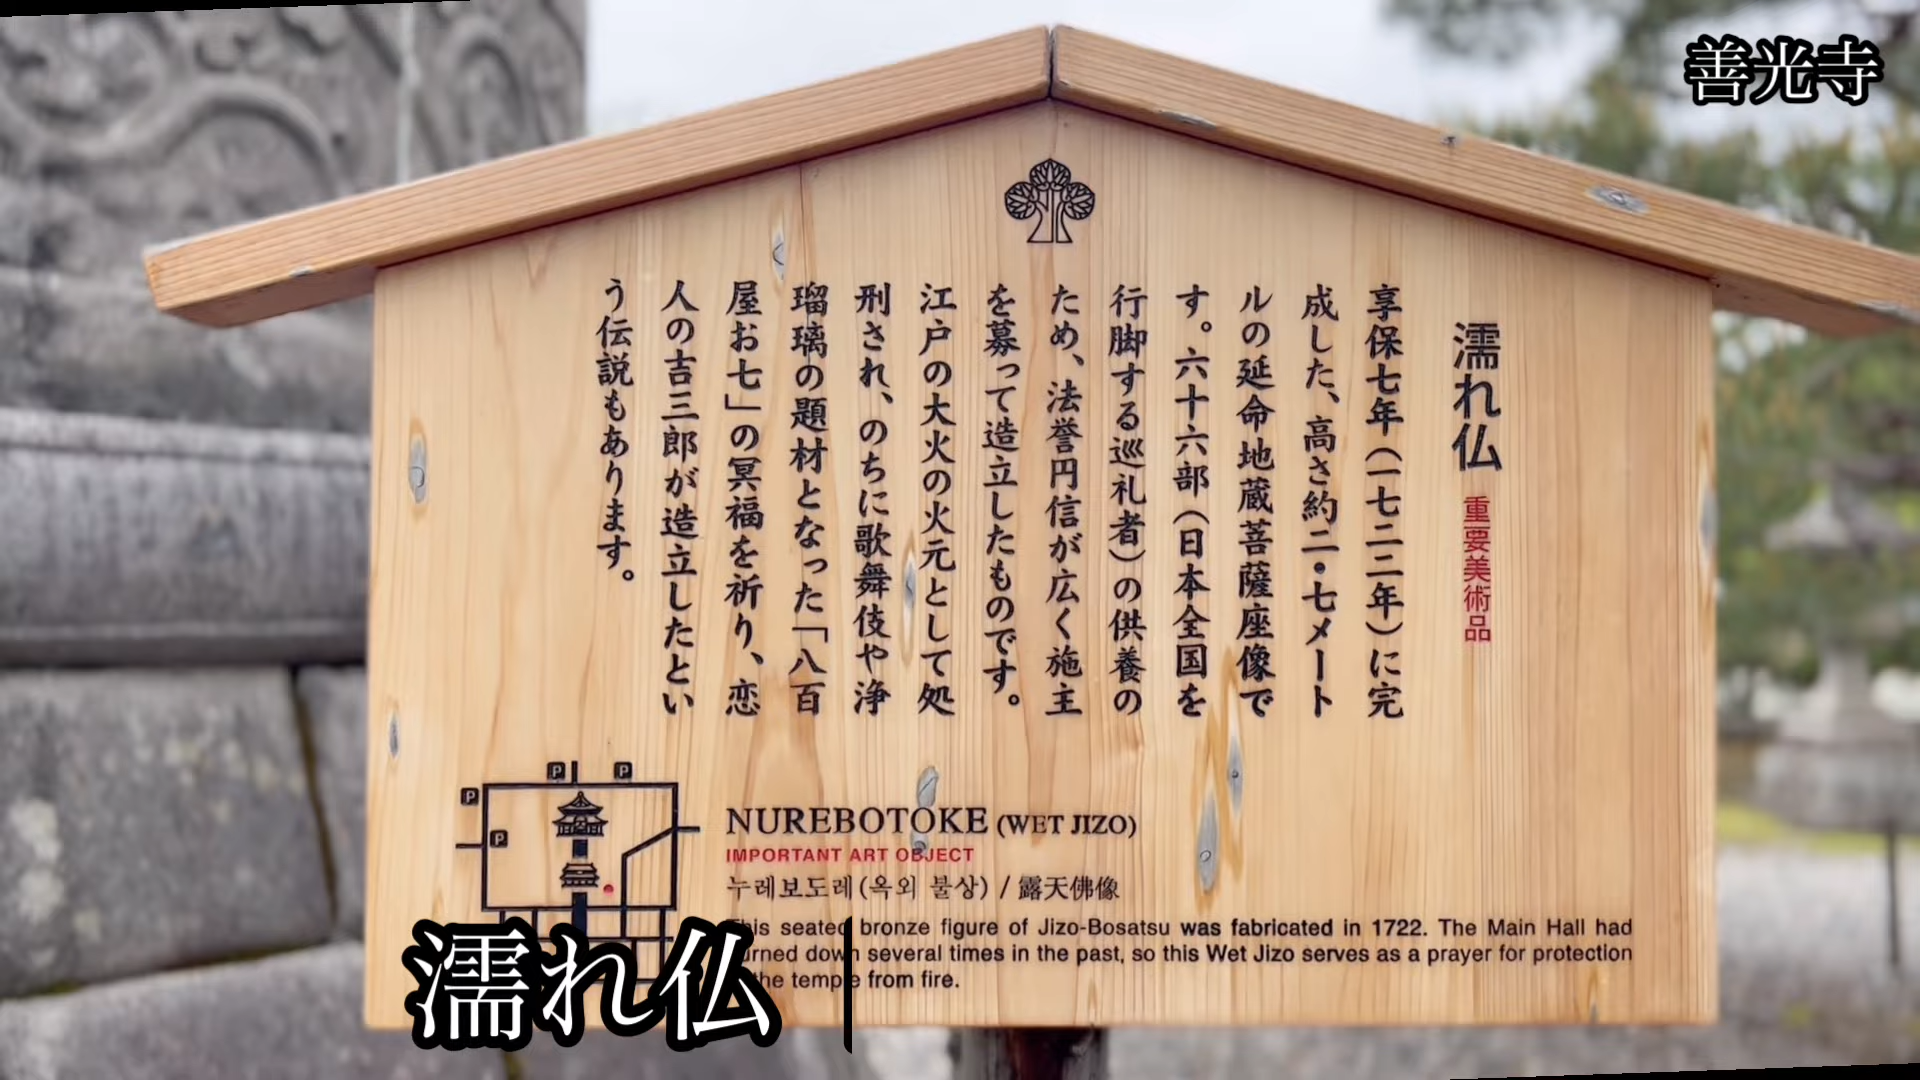 善光寺
濡れ仏 重要美術品
享保七年(一七二二年)に完
成した、高さ約二・七メート
ルの延命地蔵菩薩座像で
す。六十六部(日本全国を
行脚する巡礼者)の供養の
ため、法誉円信が広く施主
を募って造立したものです。
江戸の大火の火元として処
刑され、のちに歌舞伎や浄
瑠璃の題材となった「八百
屋お七」の冥福を祈り、恋
人の吉三郎が造立したとい
う伝説もあります。
P P
P
P
NUREBOTOKE (WET JIZO)
IMPORTANT ART OBJECT
누레보도레(옥외 불상) / 露天佛像
This seated bronze figure of Jizo-Bosatsu was fabricated in 1722. The Main Hall had
burned down several times in the past, so this Wet Jizo serves as a prayer for protection
the temple from fire.
濡れ仏